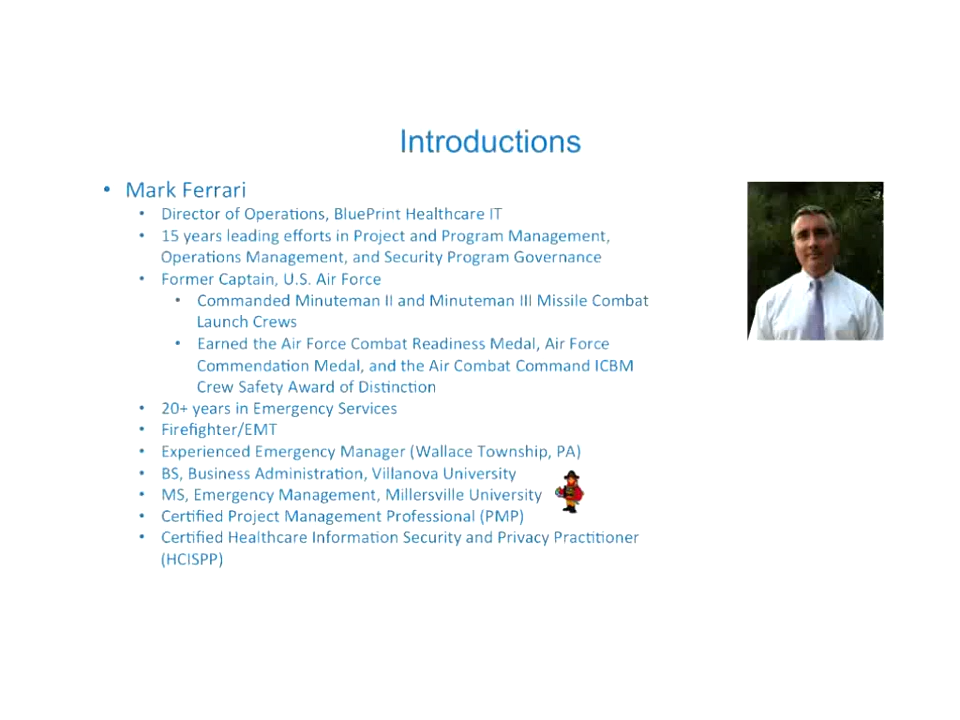 Introductions
• Mark Ferrari
• Director of Operations, BluePrint Healthcare IT
• 15 years leading efforts in Project and Program Management,
Operations Management, and Security Program Governance
• Former Captain, U.S. Air Force
• Commanded Minuteman II and Minuteman III Missile Combat
Launch Crews
• Earned the Air Force Combat Readiness Medal, Air Force
Commendation Medal, and the Air Combat Command ICBM
Crew Safety Award of Distinction
• 20+ years in Emergency Services
• Firefighter/EMT
• Experienced Emergency Manager (Wallace Township, PA)
• BS, Business Administration, Villanova University
• MS, Emergency Management, Millersville University
• Certified Project Management Professional (PMP)
• Certified Healthcare Information Security and Privacy Practitioner
(HCISPP)